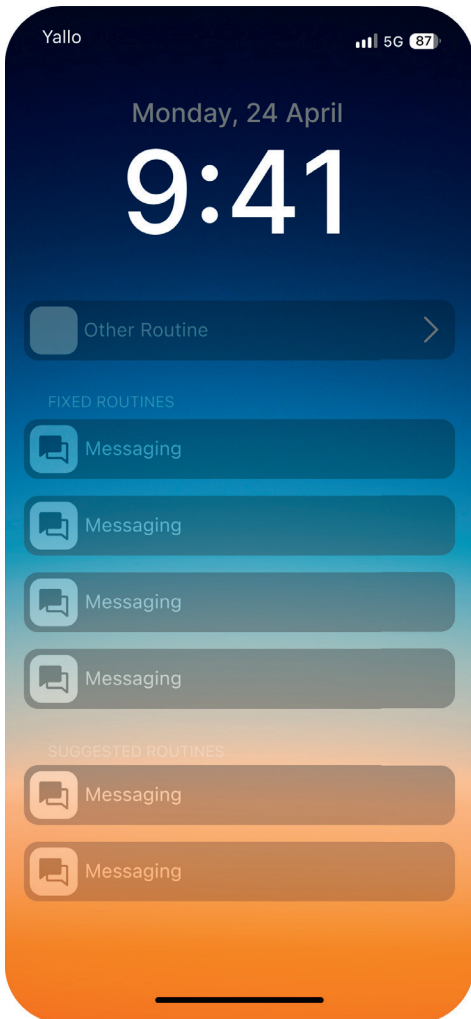 Yallo 5G 87
Monday, 24 April
9:41
Other Routine
FIXED ROUTINES
Messaging
Messaging
Messaging
Messaging
SUGGESTED ROUTINES
Messaging
Messaging